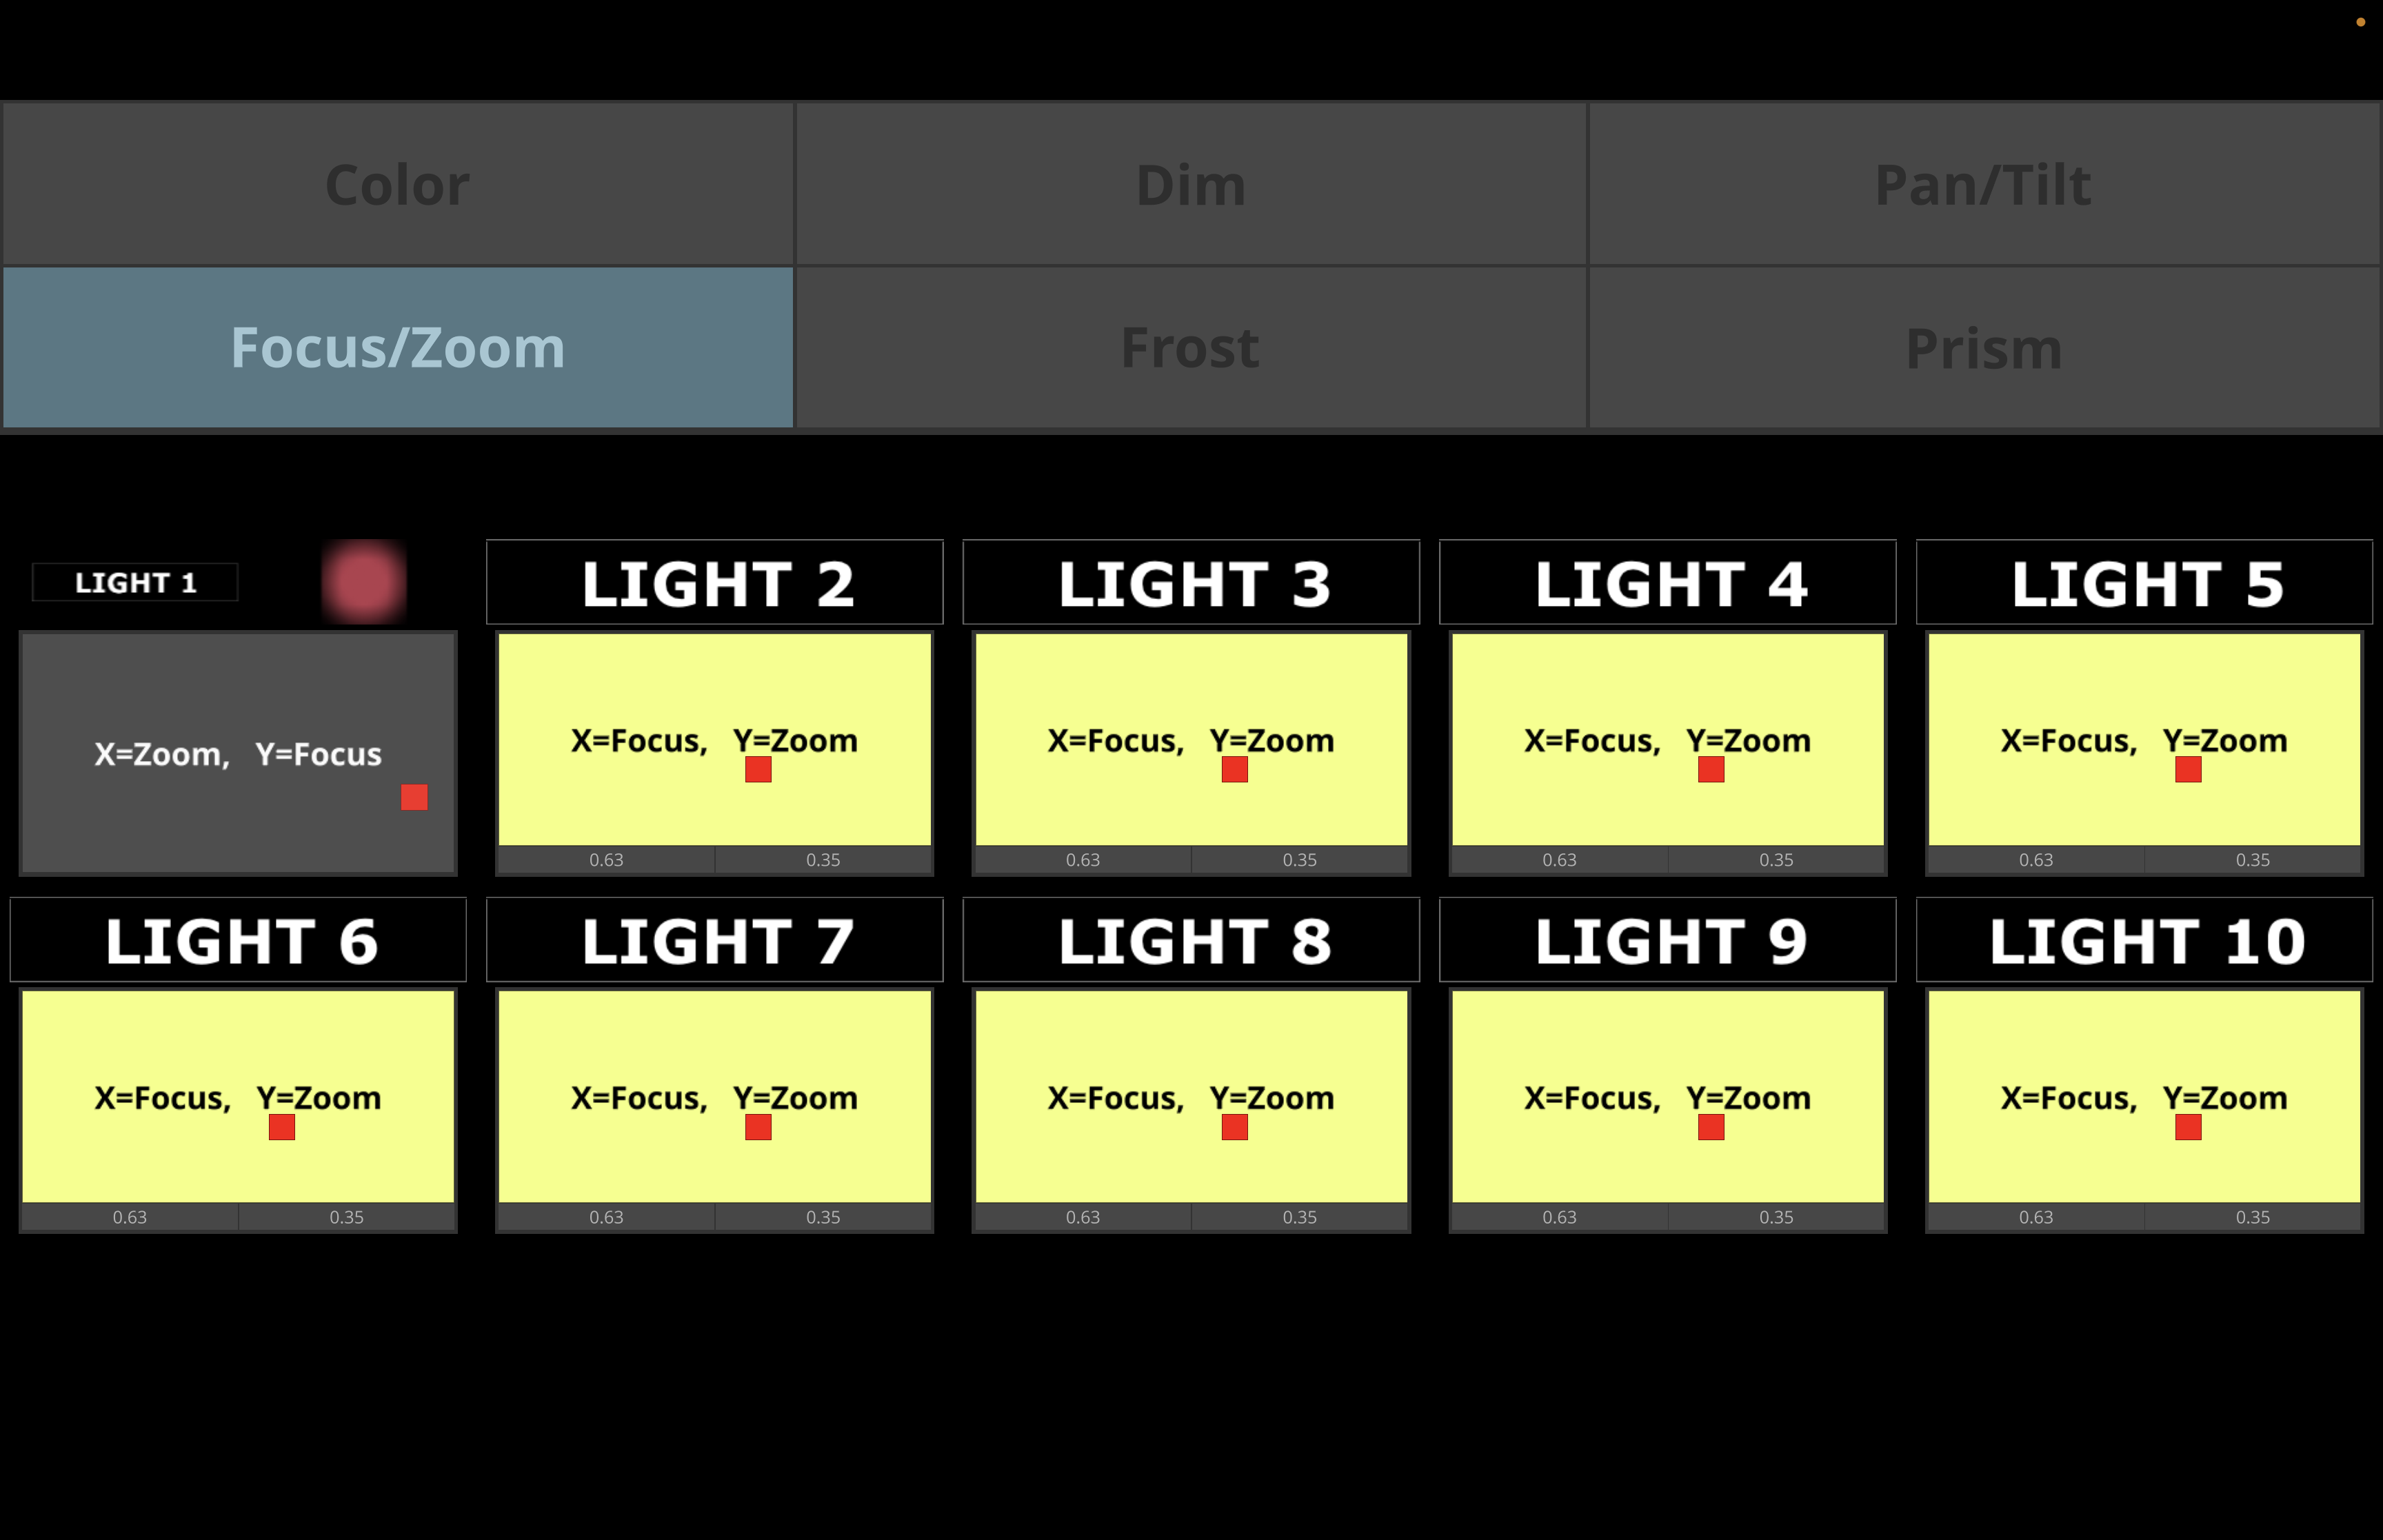 Color Dim Pan/Tilt
Focus/Zoom Frost Prism
LIGHT 1 LIGHT 2 LIGHT 3 LIGHT 4 LIGHT 5
X=Zoom, Y=Focus X=Focus, Y=Zoom X=Focus, Y=Zoom X=Focus, Y=Zoom X=Focus, Y=Zoom
0.63 0.35 0.63 0.35 0.63 0.35 0.63 0.35
LIGHT 6 LIGHT 7 LIGHT 8 LIGHT 9 LIGHT 10
X=Focus, Y=Zoom X=Focus, Y=Zoom X=Focus, Y=Zoom X=Focus, Y=Zoom X=Focus, Y=Zoom
0.63 0.35 0.63 0.35 0.63 0.35 0.63 0.35 0.63 0.35